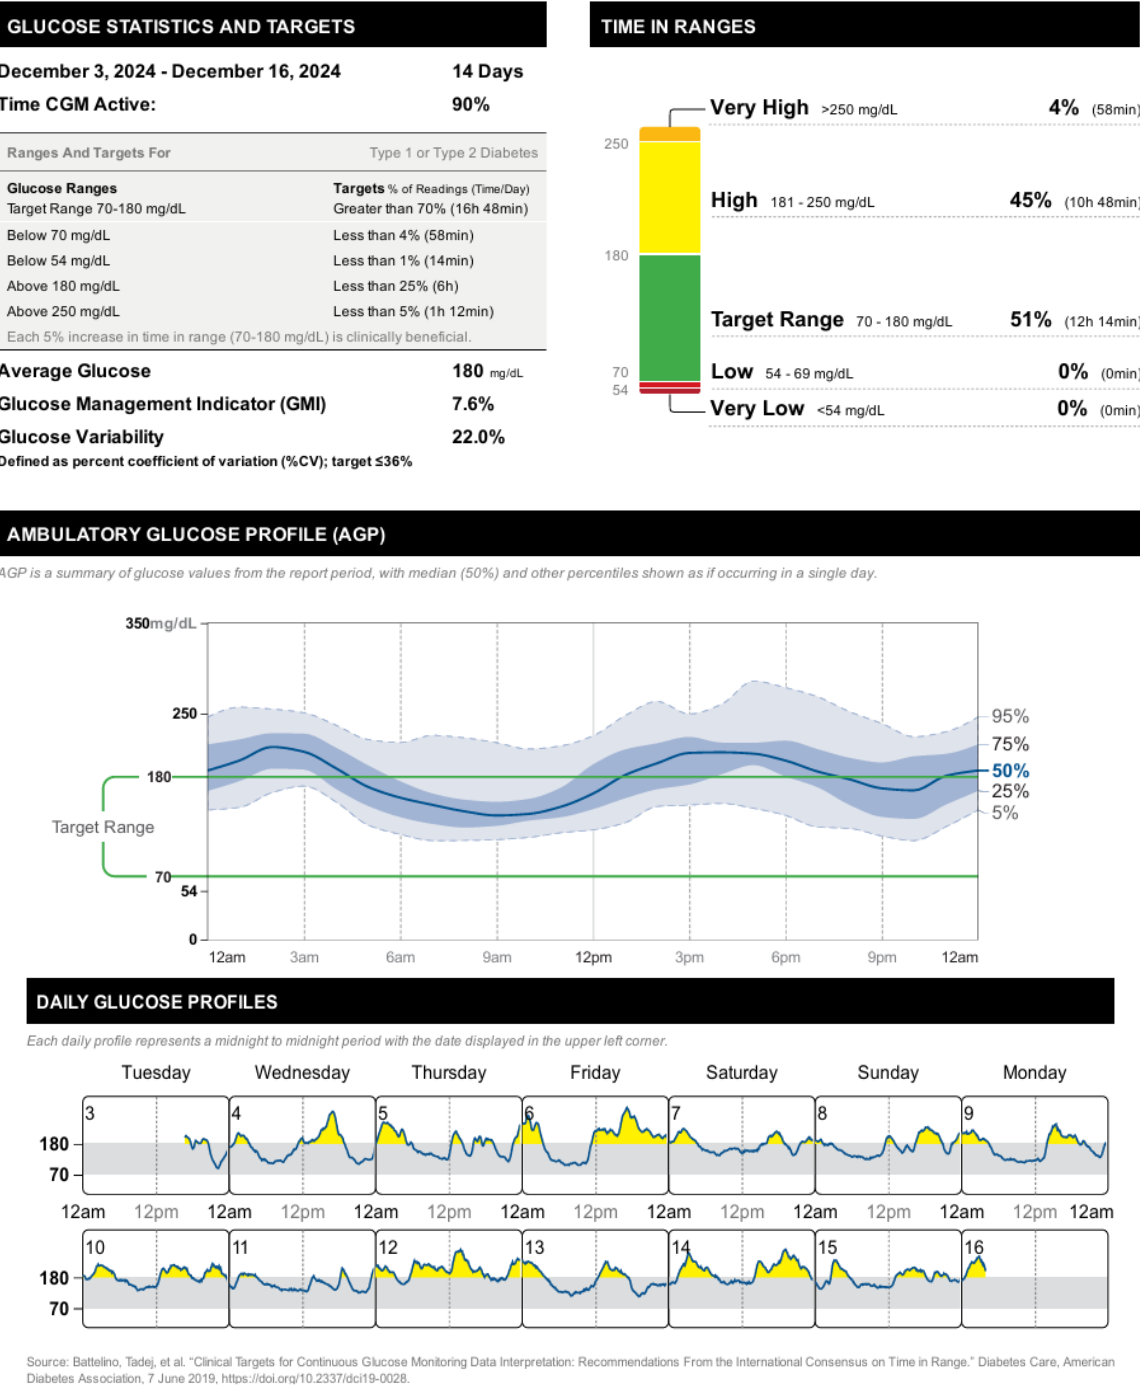 GLUCOSE STATISTICS AND TARGETS
December 3, 2024 - December 16, 2024 14 Days
Time CGM Active: 90%
Ranges And Targets For Type 1 or Type 2 Diabetes
Glucose Ranges Targets % of Readings (Time/Day)
Target Range 70-180 mg/dL Greater than 70% (16h 48min)
Below 70 mg/dL Less than 4% (58min)
Below 54 mg/dL Less than 1% (14min)
Above 180 mg/dL Less than 25% (6h)
Above 250 mg/dL Less than 5% (1h 12min)
Each 5% increase in time in range (70-180 mg/dL) is clinically beneficial.
Average Glucose 180 mg/dL
Glucose Management Indicator (GMI) 7.6%
Glucose Variability 22.0%
Defined as percent coefficient of variation (%CV); target ≤36%
TIME IN RANGES
Very High >250 mg/dL 4% (58min)
250
High 181 - 250 mg/dL 45% (10h 48min)
180
Target Range 70 - 180 mg/dL 51% (12h 14min)
70
Low 54 - 69 mg/dL 0% (0min)
54
Very Low <54 mg/dL 0% (0min)
AMBULATORY GLUCOSE PROFILE (AGP)
AGP is a summary of glucose values from the report period, with median (50%) and other percentiles shown as if occurring in a single day.
350mg/dL
250
180
Target Range
70
54
0
95%
75%
50%
25%
5%
12am 3am 6am 9am 12pm 3pm 6pm 9pm 12am
DAILY GLUCOSE PROFILES
Each daily profile represents a midnight to midnight period with the date displayed in the upper left corner.
Tuesday Wednesday Thursday Friday Saturday Sunday Monday
3 4 5 6 7 8 9
180
70
12am 12pm 12am 12pm 12am 12pm 12am 12pm 12am 12pm 12am 12pm 12am 12pm 12am
10 11 12 13 14 15 16
180
70
Source: Battelino, Tadej, et al. “Clinical Targets for Continuous Glucose Monitoring Data Interpretation: Recommendations From the International Consensus on Time in Range.” Diabetes Care, American
Diabetes Association, 7 June 2019, https://doi.org/10.2337/dci19-0028.